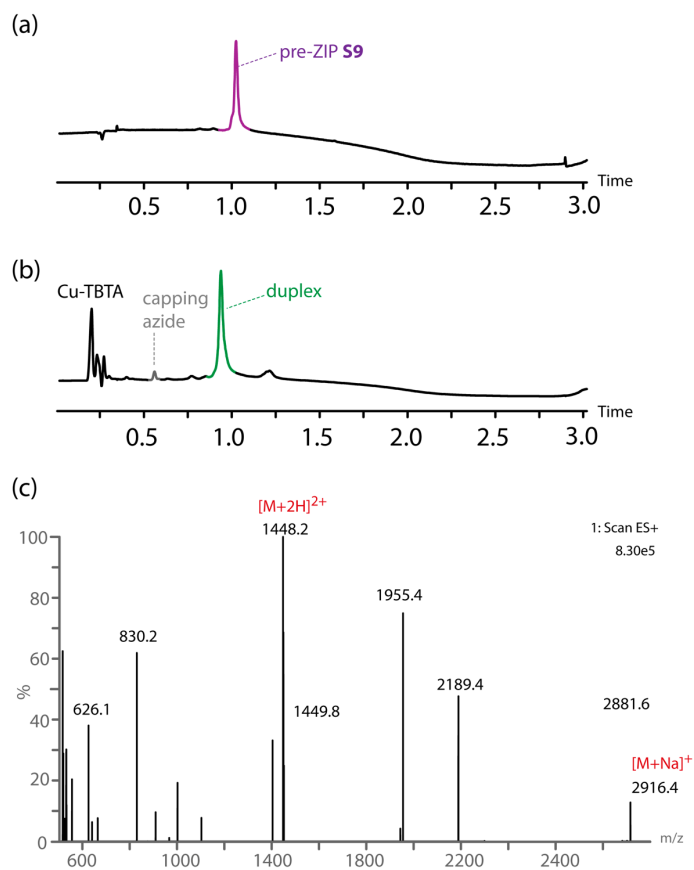 (a)
pre-ZIP S9
Time
0.5 1.0 1.5 2.0 2.5 3.0
(b)
Cu-TBTA
capping
azide
duplex
Time
0.5 1.0 1.5 2.0 2.5 3.0
(c)
[M+2H]2+
1448.2
1: Scan ES+
8.30e5
100
80
60
40
20
0
%
626.1
830.2
1449.8
1955.4
2189.4
2881.6
[M+Na]+
2916.4
m/z
600 1000 1400 1800 2200 2400